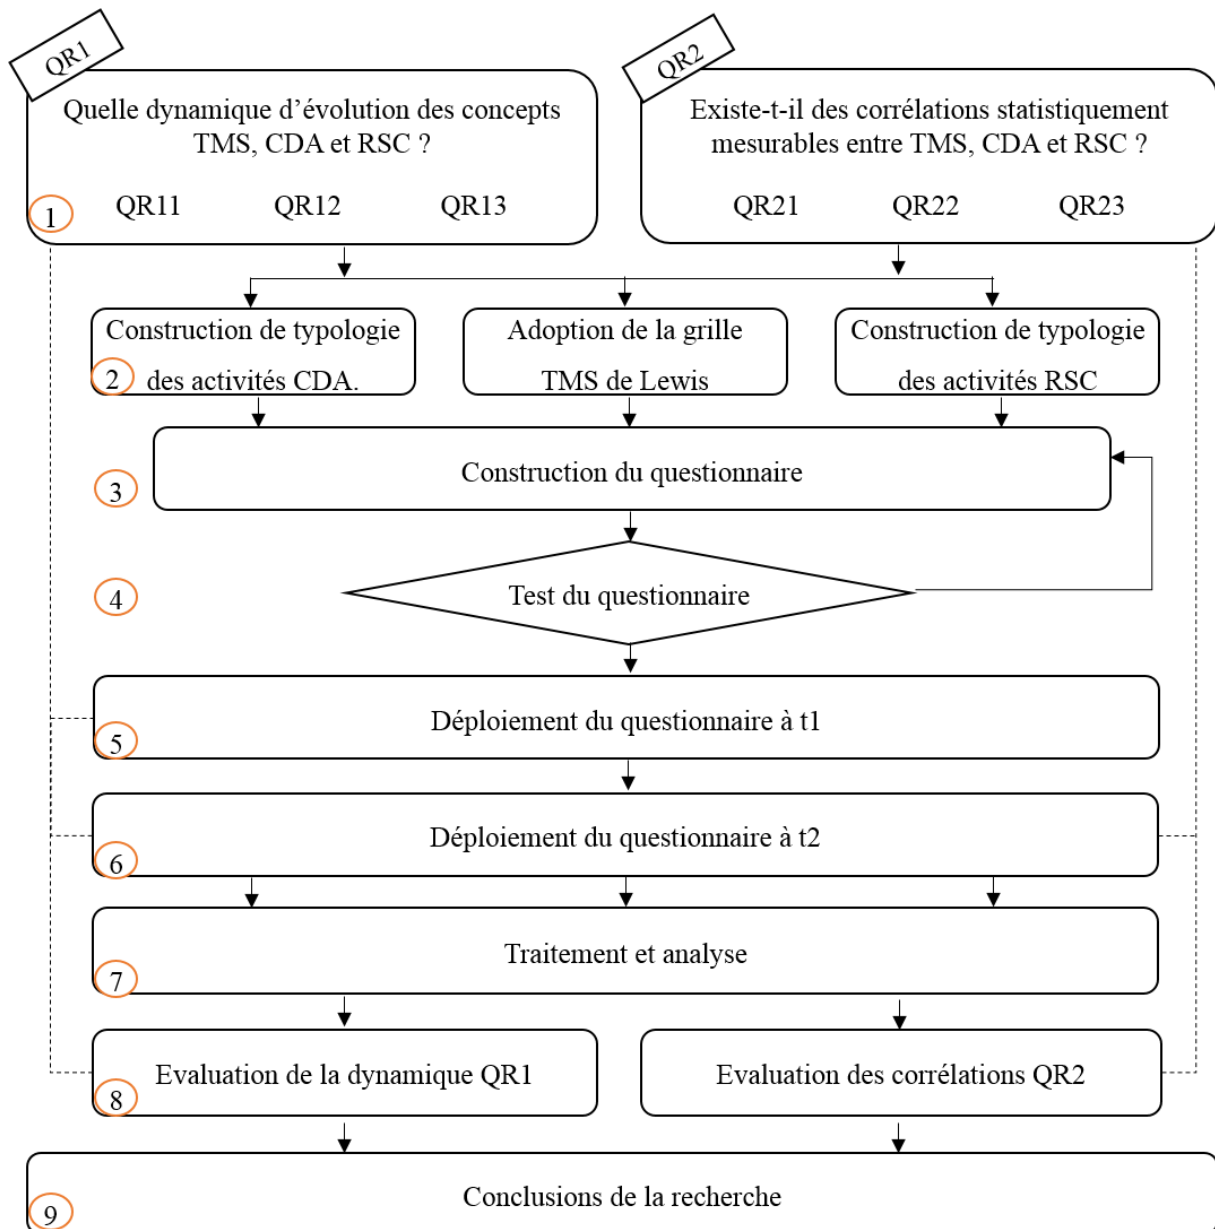 QR1
Quelle dynamique d’évolution des concepts
TMS, CDA et RSC ?
QR11 QR12 QR13
1
QR2
Existe-t-il des corrélations statistiquement
mesurables entre TMS, CDA et RSC ?
QR21 QR22 QR23
Construction de typologie
des activités CDA.
2
Adoption de la grille
TMS de Lewis
Construction de typologie
des activités RSC
Construction du questionnaire
3
Test du questionnaire
4
Déploiement du questionnaire à t1
5
Déploiement du questionnaire à t2
6
Traitement et analyse
7
Evaluation de la dynamique QR1
8
Evaluation des corrélations QR2
Conclusions de la recherche
9